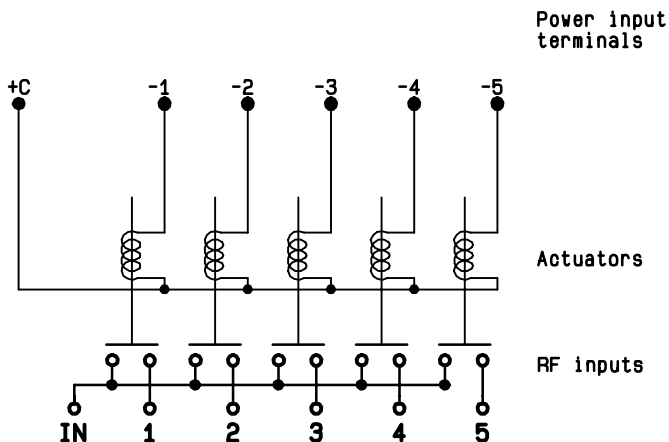 Power input
terminals
+C -1 -2 -3 -4 -5
Actuators
RF inputs
IN 1 2 3 4 5